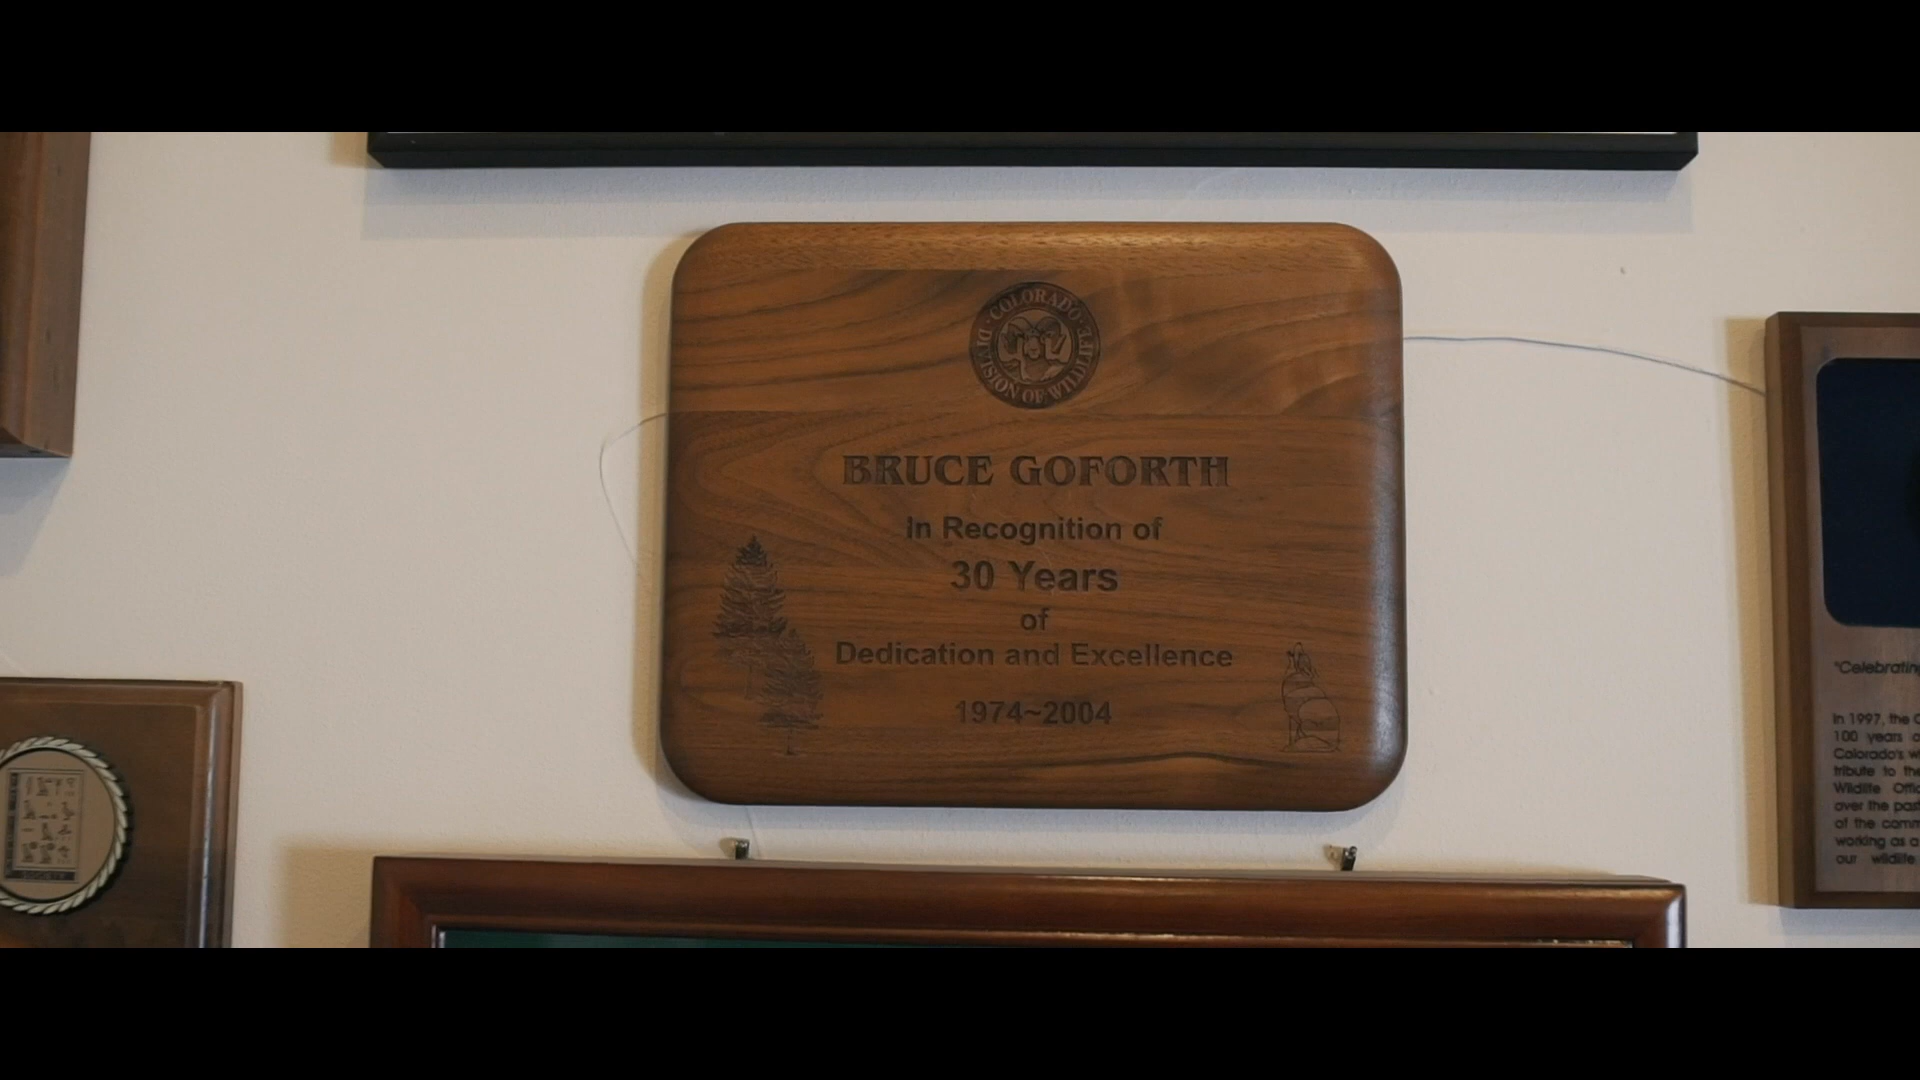 COLORADO
DIVISION OF WILDLIFE
BRUCE GOFORTH
In Recognition of
30 Years
of
Dedication and Excellence
1974~2004
"Celebrating
In 1997, the
100 years
Colorado's
tribute to the
Wildlife
over the past
of the
working as a
our wildlife